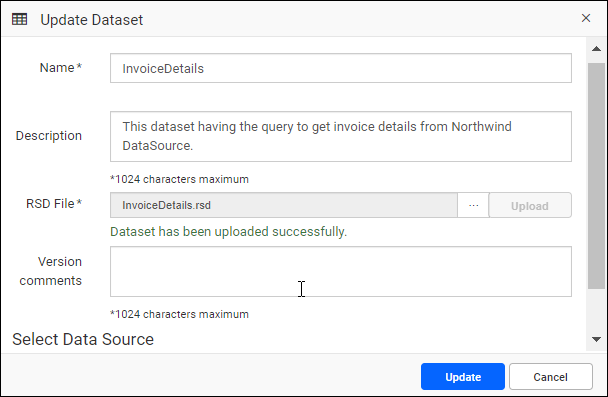 Update Dataset
×
Name *
InvoiceDetails
Description
This dataset having the query to get invoice details from Northwind
DataSource.
*1024 characters maximum
RSD File *
InvoiceDetails.rsd
...
Upload
Dataset has been uploaded successfully.
Version
comments
*1024 characters maximum
Select Data Source
Update
Cancel